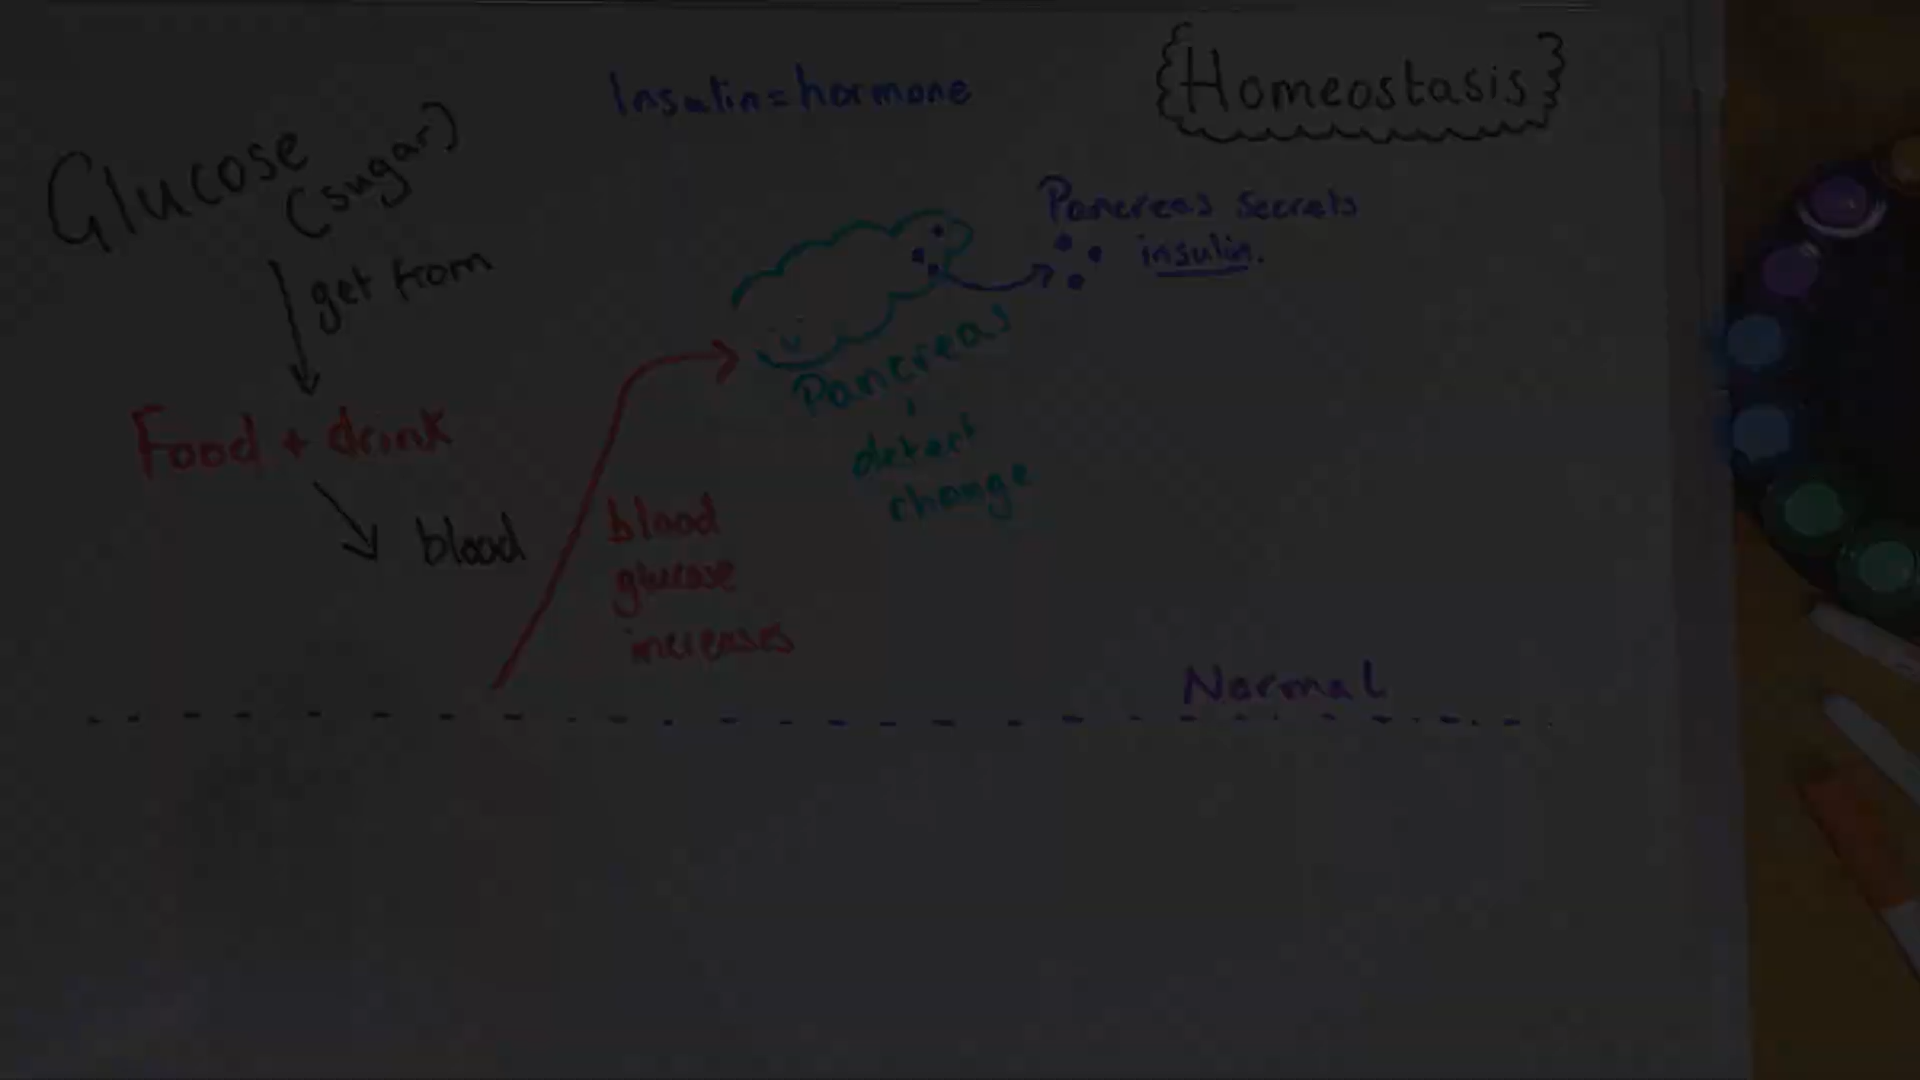 Insulin = hormone
Homeostasis
Glucose
(sugar)
get from
Food + drink
blood
Pancreas secrets
insulin.
Pancreas
detect
change
blood
glucose
increases
Normal